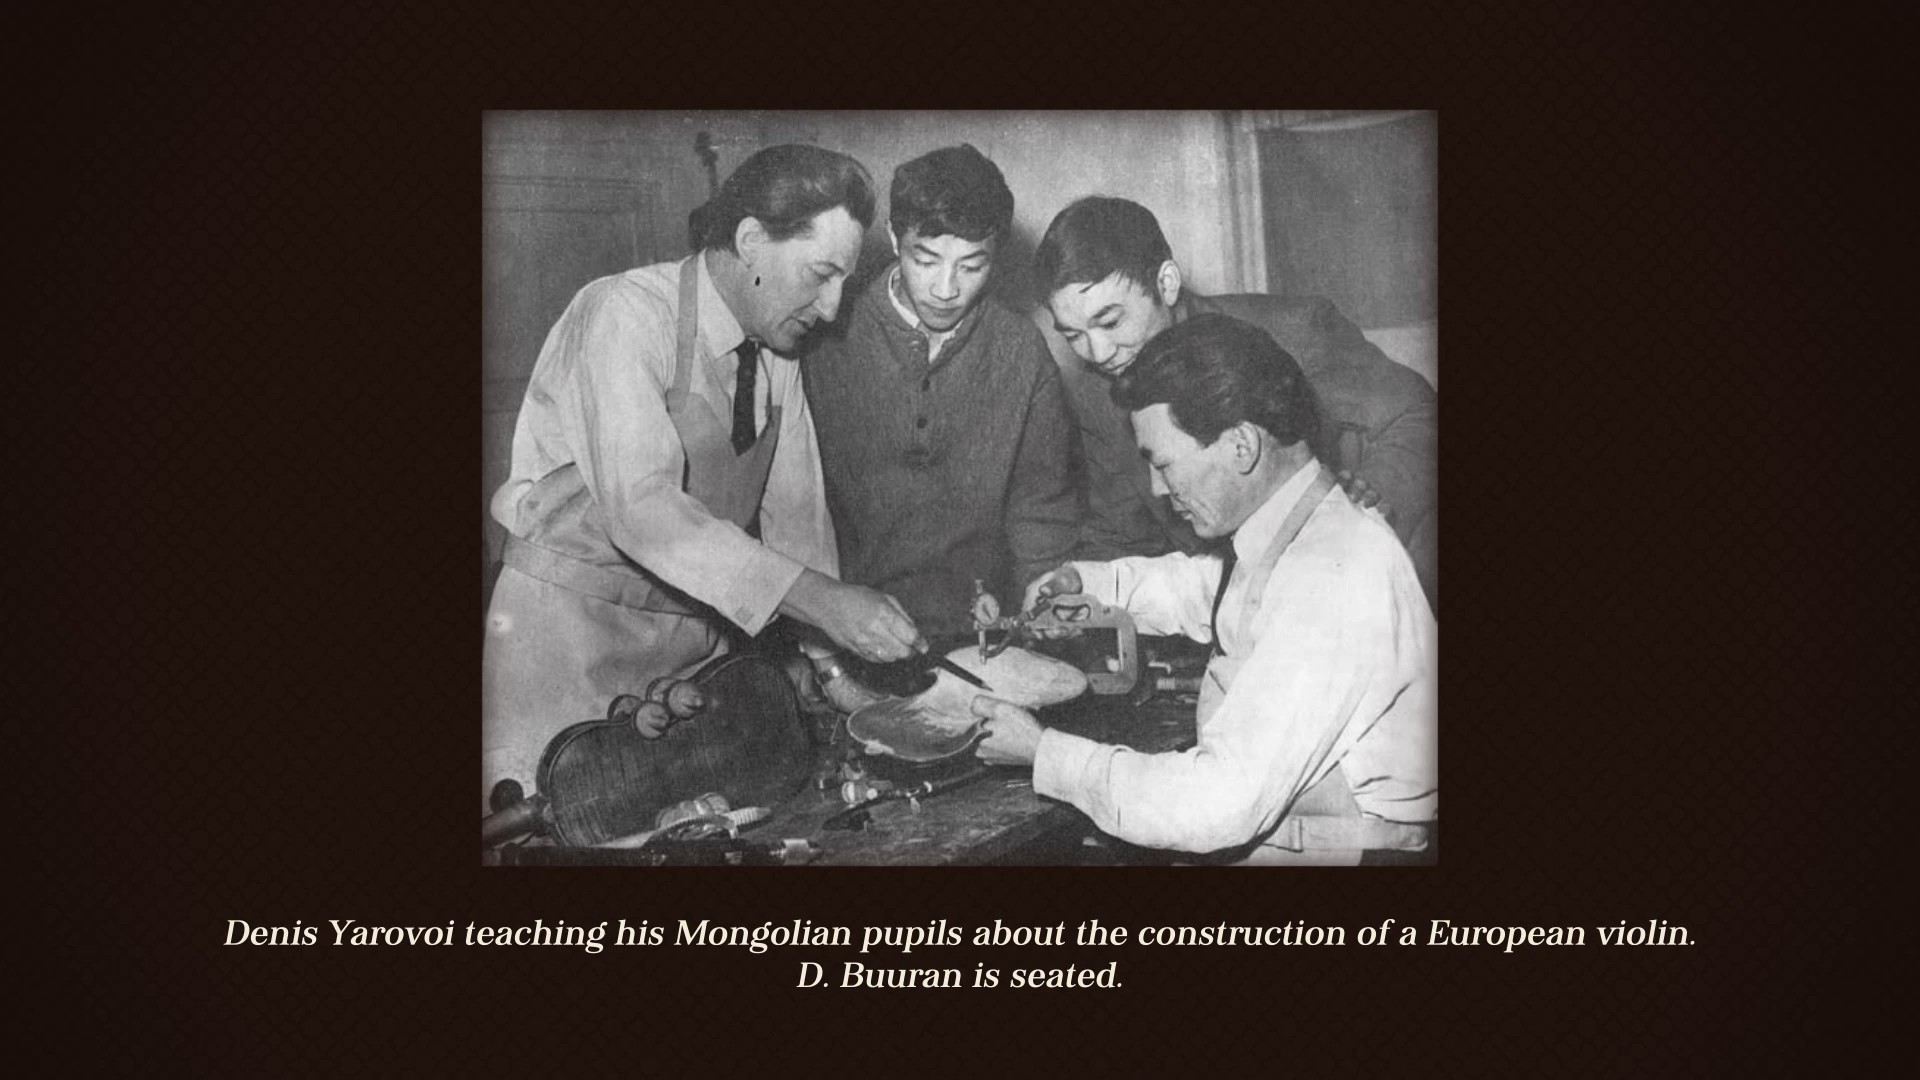 Denis Yarovoi teaching his Mongolian pupils about the construction of a European violin.
D. Buuran is seated.